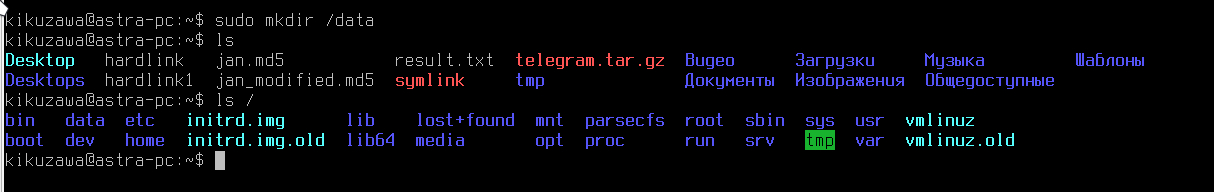 kikuzawa@astra-pc:~$ sudo mkdir /data
kikuzawa@astra-pc:~$ ls
Desktop hardlink jan.md5 result.txt telegram.tar.gz Видео Загрузки Музыка Шаблоны
Desktops hardlink1 jan_modified.md5 symlink tmp Документы Изображения Общедоступные
kikuzawa@astra-pc:~$ ls /
bin data etc initrd.img lib lost+found mnt parsecfs root sbin sys usr vmlinuz
boot dev home initrd.img.old lib64 media opt proc run srv tmp var vmlinuz.old
kikuzawa@astra-pc:~$